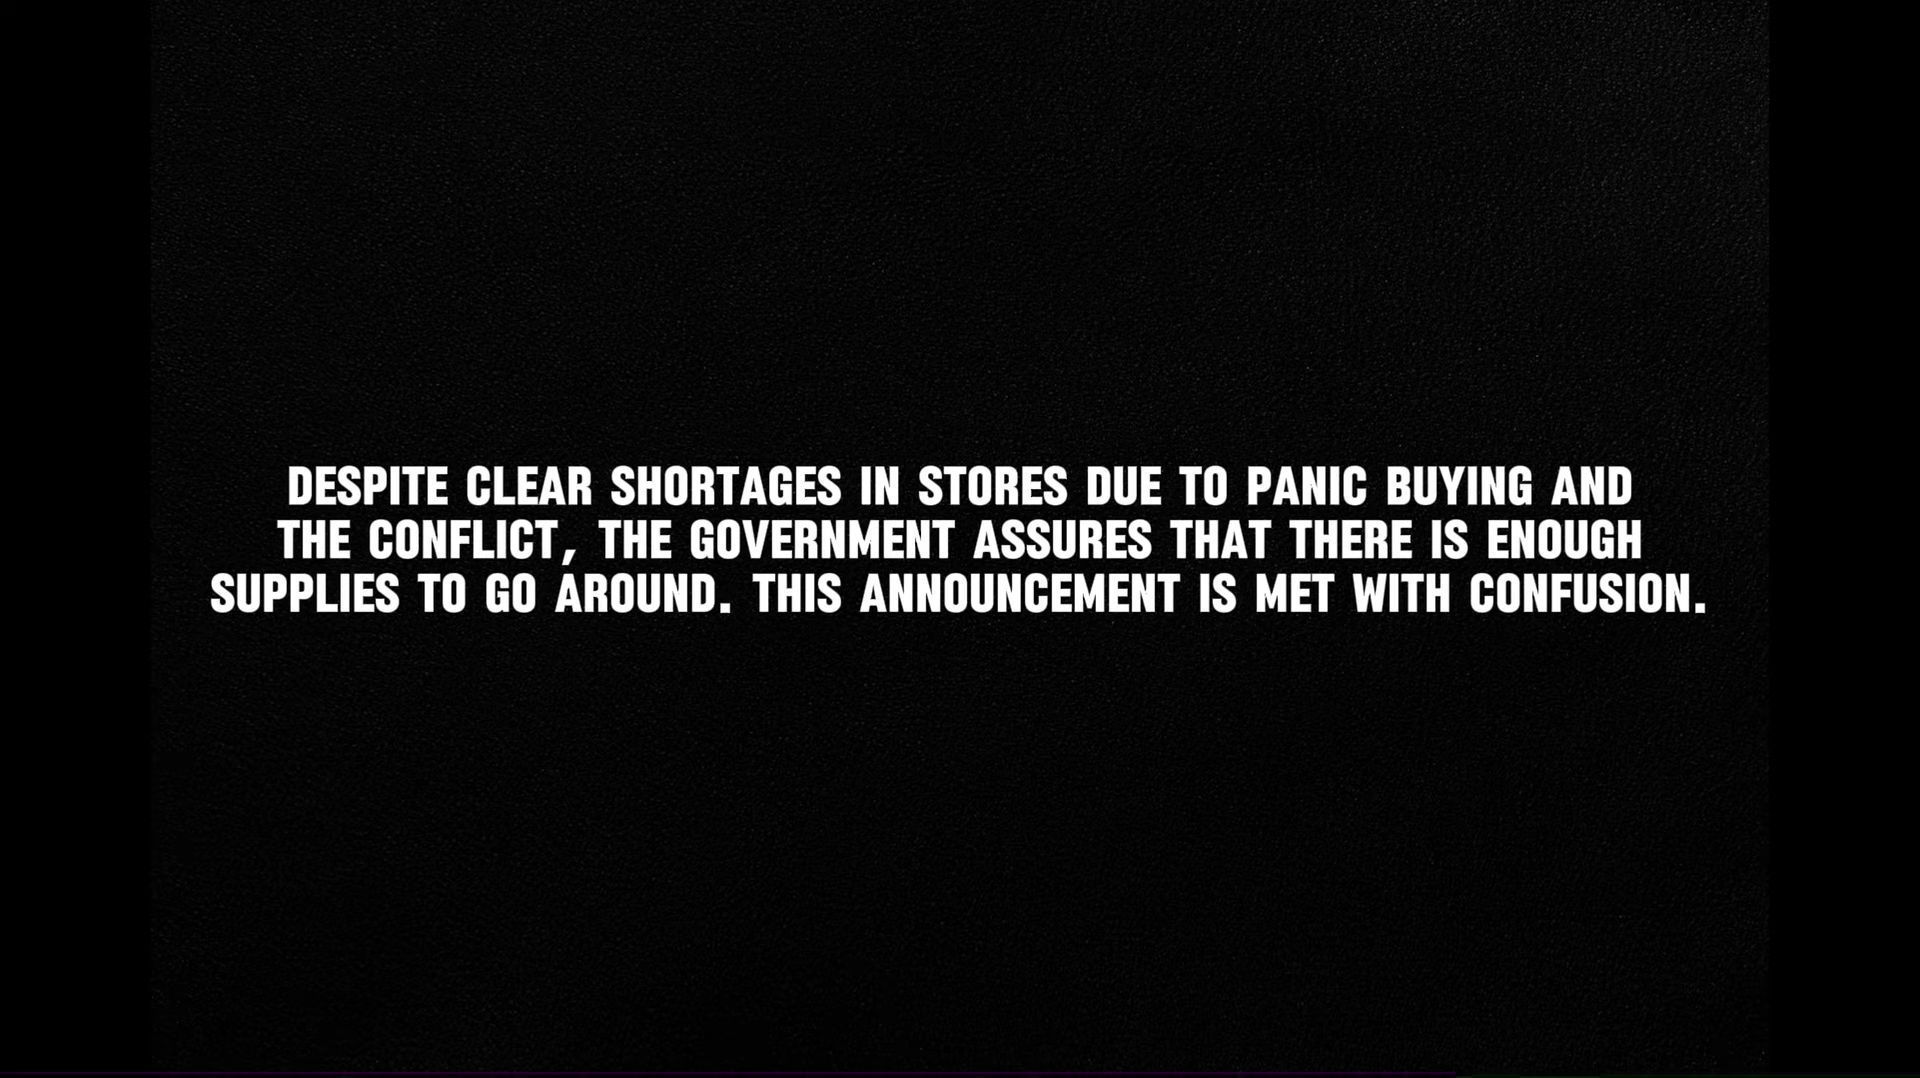 DESPITE CLEAR SHORTAGES IN STORES DUE TO PANIC BUYING AND
THE CONFLICT, THE GOVERNMENT ASSURES THAT THERE IS ENOUGH
SUPPLIES TO GO AROUND. THIS ANNOUNCEMENT IS MET WITH CONFUSION.